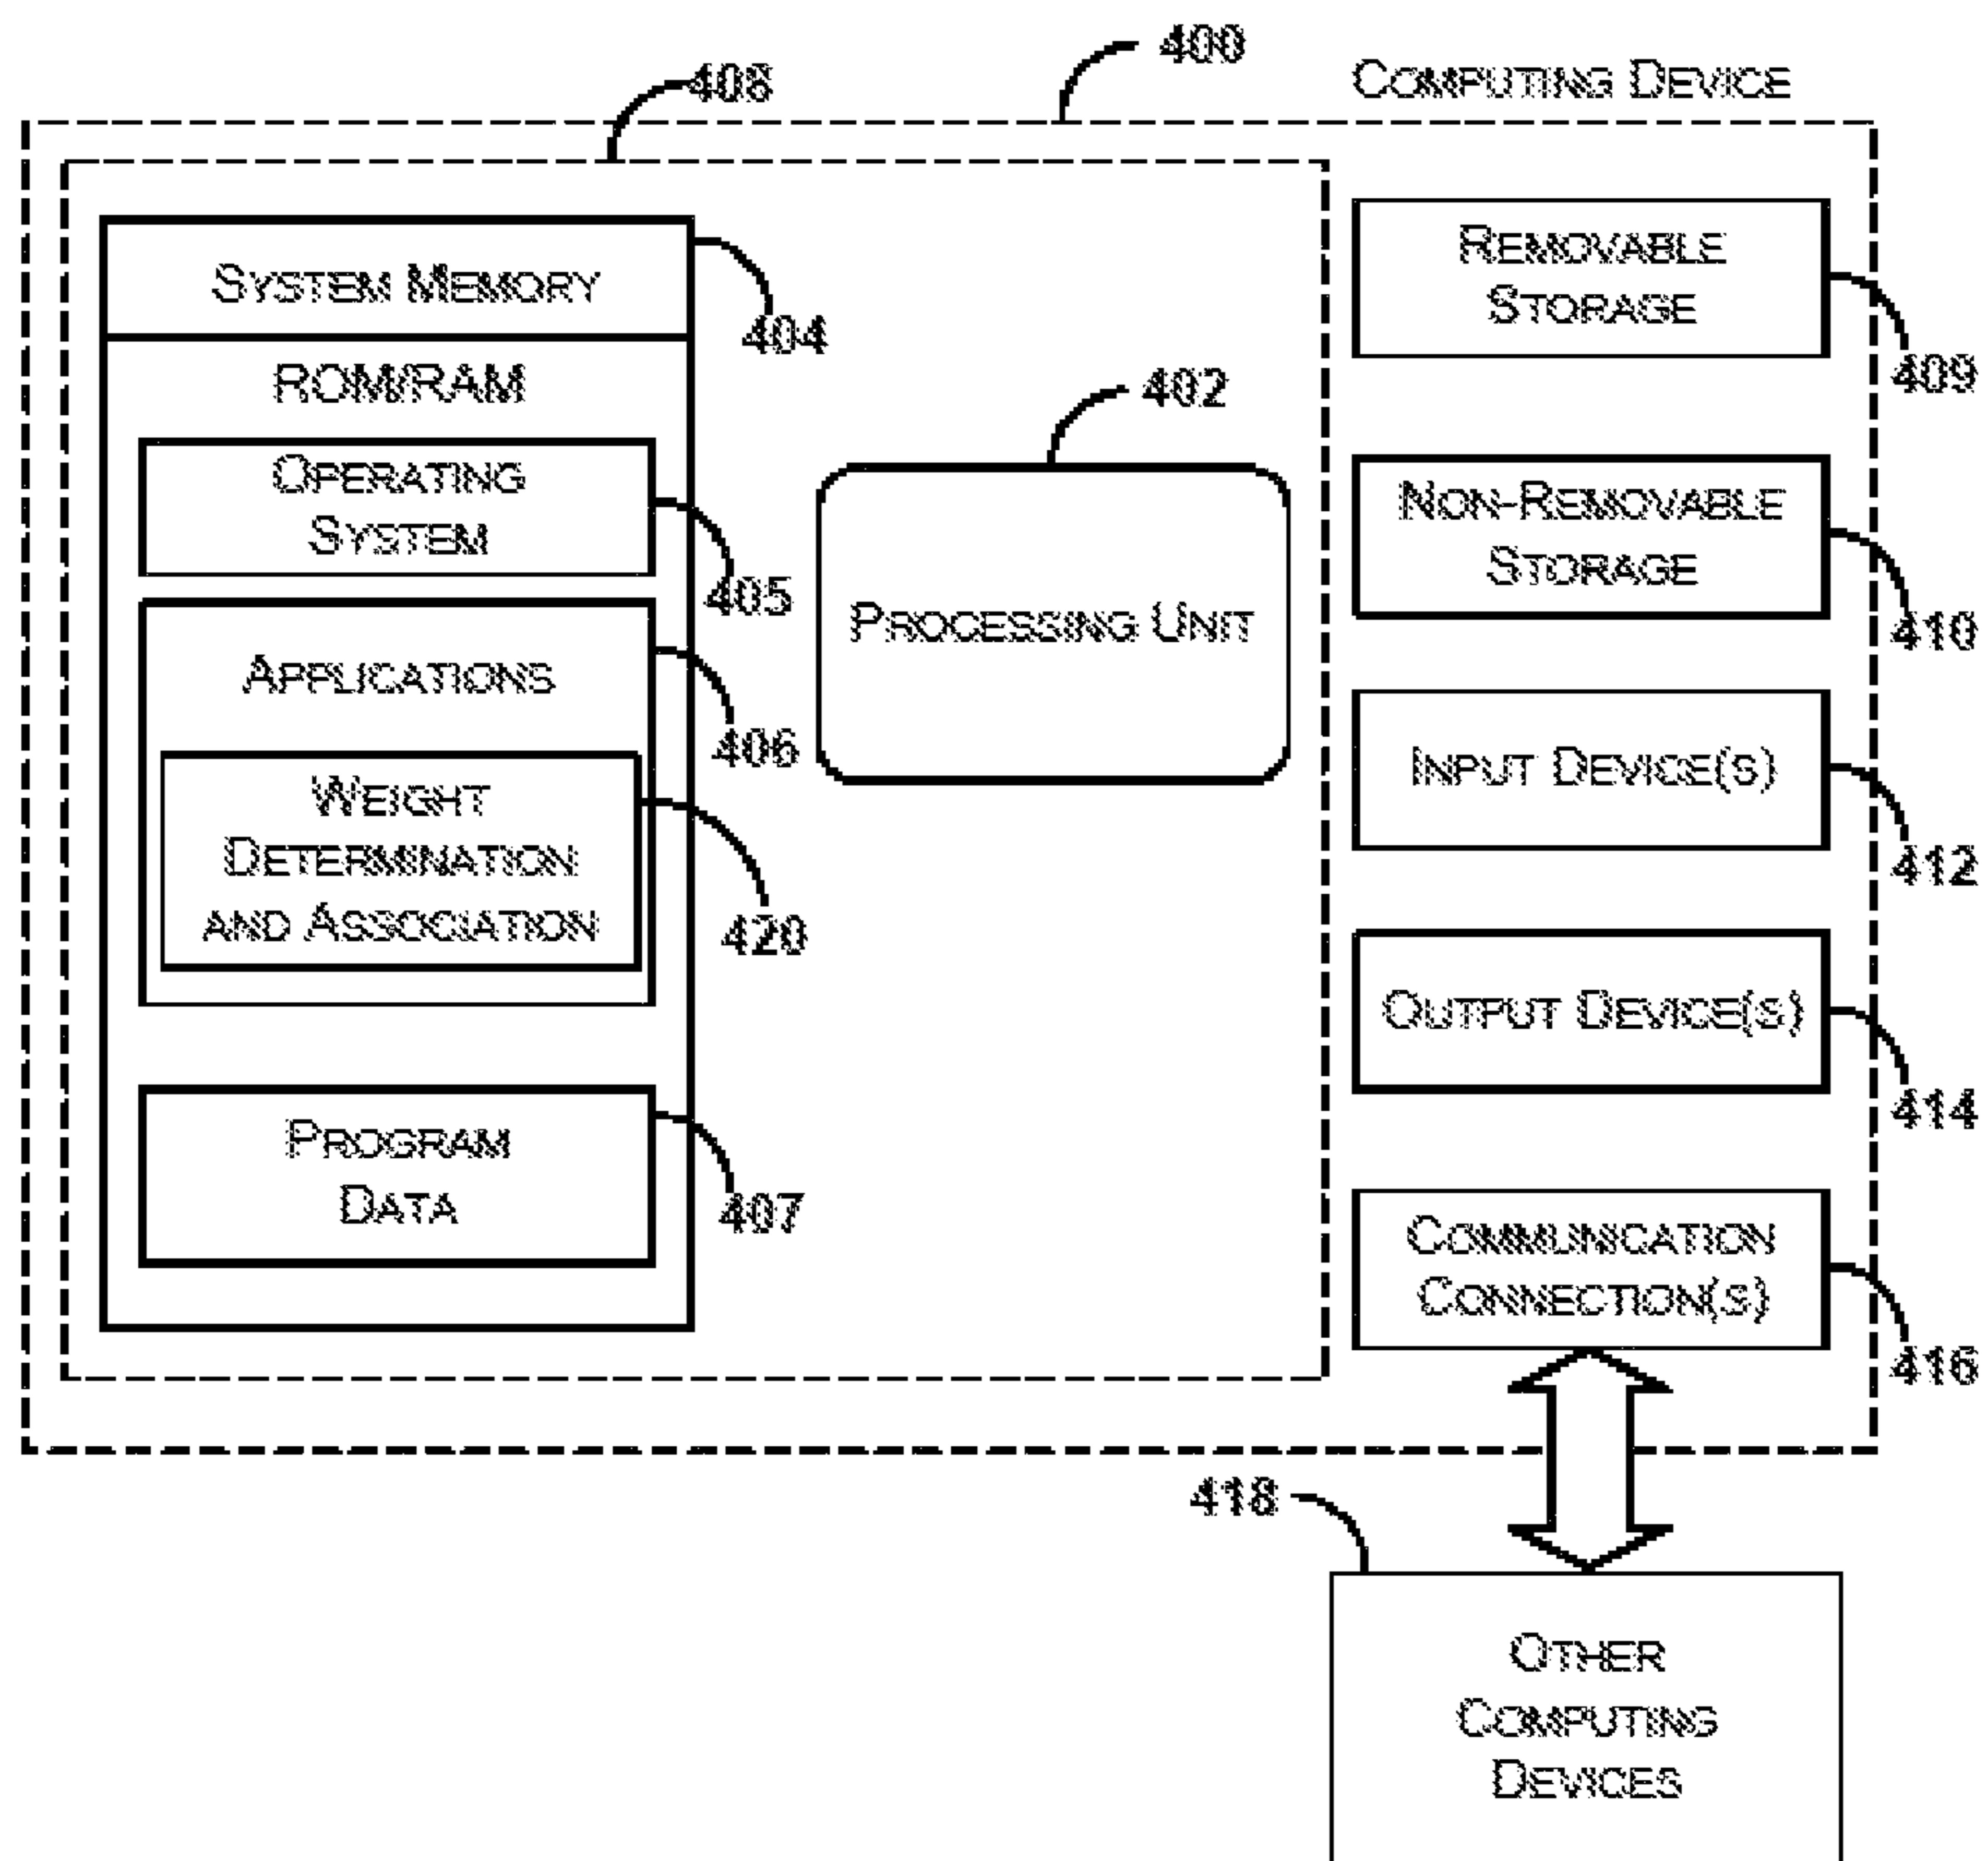 400
COMPUTING DEVICE
408
SYSTEM MEMORY
404
ROM/RAM
OPERATING
SYSTEM
405
APPLICATIONS
406
WEIGHT
DETERMINATION
AND ASSOCIATION
420
PROGRAM
DATA
407
402
PROCESSING UNIT
REMOVABLE
STORAGE
409
NON-REMOVABLE
STORAGE
410
INPUT DEVICE(S)
412
OUTPUT DEVICE(S)
414
COMMUNICATION
CONNECTION(S)
416
418
OTHER
COMPUTING
DEVICES